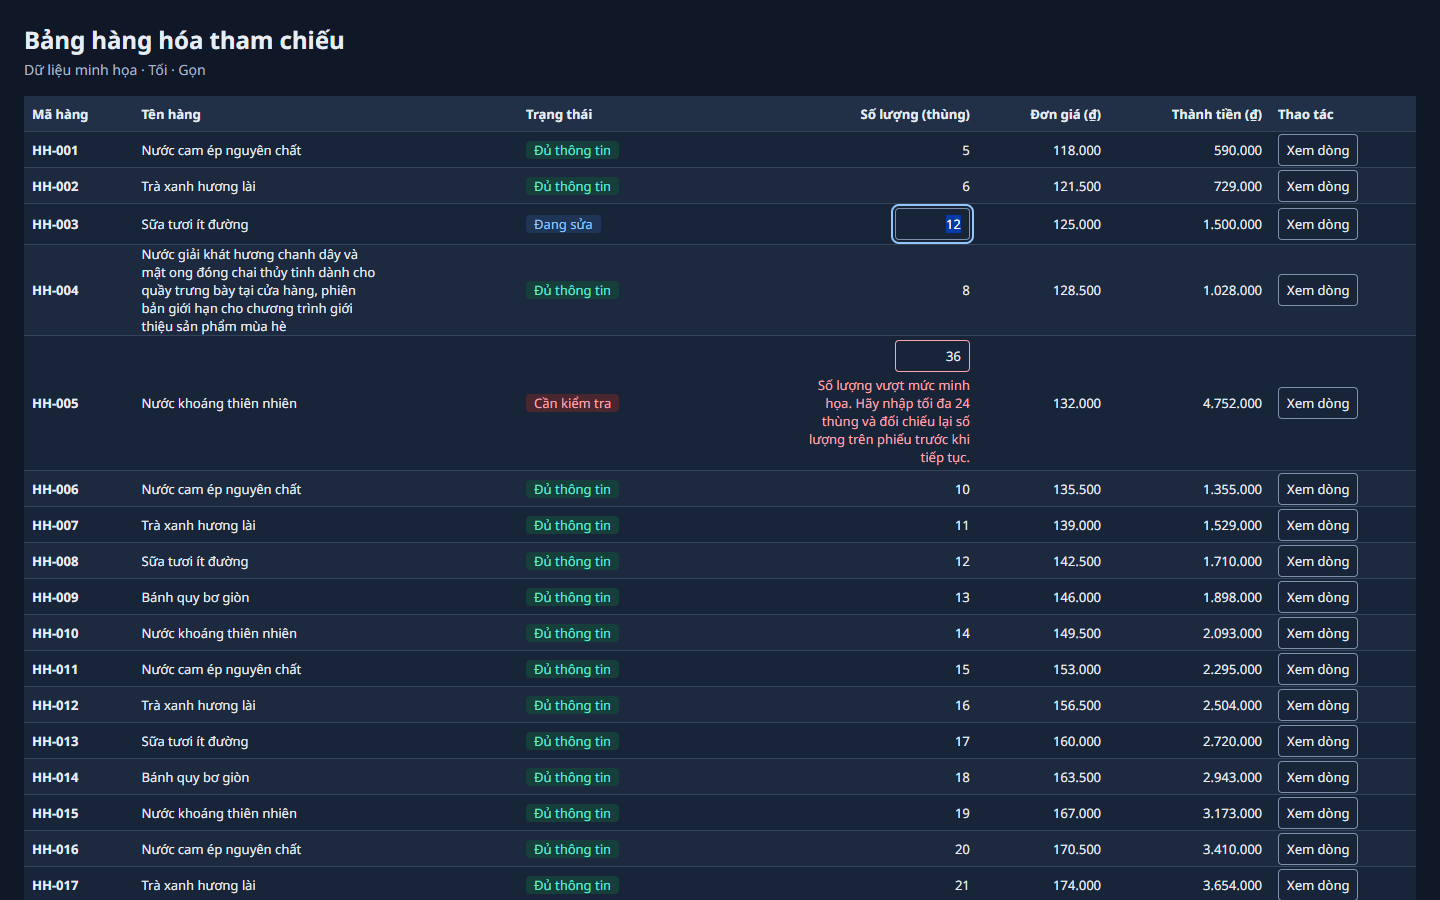 Bảng hàng hóa tham chiếu
Dữ liệu minh họa · Tối · Gọn
Mã hàng Tên hàng Trạng thái Số lượng (thùng) Đơn giá (₫) Thành tiền (₫) Thao tác
HH-001 Nước cam ép nguyên chất Đủ thông tin 5 118.000 590.000 Xem dòng
HH-002 Trà xanh hương lài Đủ thông tin 6 121.500 729.000 Xem dòng
HH-003 Sữa tươi ít đường Đang sửa 12 125.000 1.500.000 Xem dòng
HH-004
Nước giải khát hương chanh dây và
mật ong đóng chai thủy tinh dành cho
quầy trưng bày tại cửa hàng, phiên
bản giới hạn cho chương trình giới
thiệu sản phẩm mùa hè
Đủ thông tin 8 128.500 1.028.000 Xem dòng
HH-005 Nước khoáng thiên nhiên Cần kiểm tra
36
Số lượng vượt mức minh
họa. Hãy nhập tối đa 24
thùng và đối chiếu lại số
lượng trên phiếu trước khi
tiếp tục.
132.000 4.752.000 Xem dòng
HH-006 Nước cam ép nguyên chất Đủ thông tin 10 135.500 1.355.000 Xem dòng
HH-007 Trà xanh hương lài Đủ thông tin 11 139.000 1.529.000 Xem dòng
HH-008 Sữa tươi ít đường Đủ thông tin 12 142.500 1.710.000 Xem dòng
HH-009 Bánh quy bơ giòn Đủ thông tin 13 146.000 1.898.000 Xem dòng
HH-010 Nước khoáng thiên nhiên Đủ thông tin 14 149.500 2.093.000 Xem dòng
HH-011 Nước cam ép nguyên chất Đủ thông tin 15 153.000 2.295.000 Xem dòng
HH-012 Trà xanh hương lài Đủ thông tin 16 156.500 2.504.000 Xem dòng
HH-013 Sữa tươi ít đường Đủ thông tin 17 160.000 2.720.000 Xem dòng
HH-014 Bánh quy bơ giòn Đủ thông tin 18 163.500 2.943.000 Xem dòng
HH-015 Nước khoáng thiên nhiên Đủ thông tin 19 167.000 3.173.000 Xem dòng
HH-016 Nước cam ép nguyên chất Đủ thông tin 20 170.500 3.410.000 Xem dòng
HH-017 Trà xanh hương lài Đủ thông tin 21 174.000 3.654.000 Xem dòng